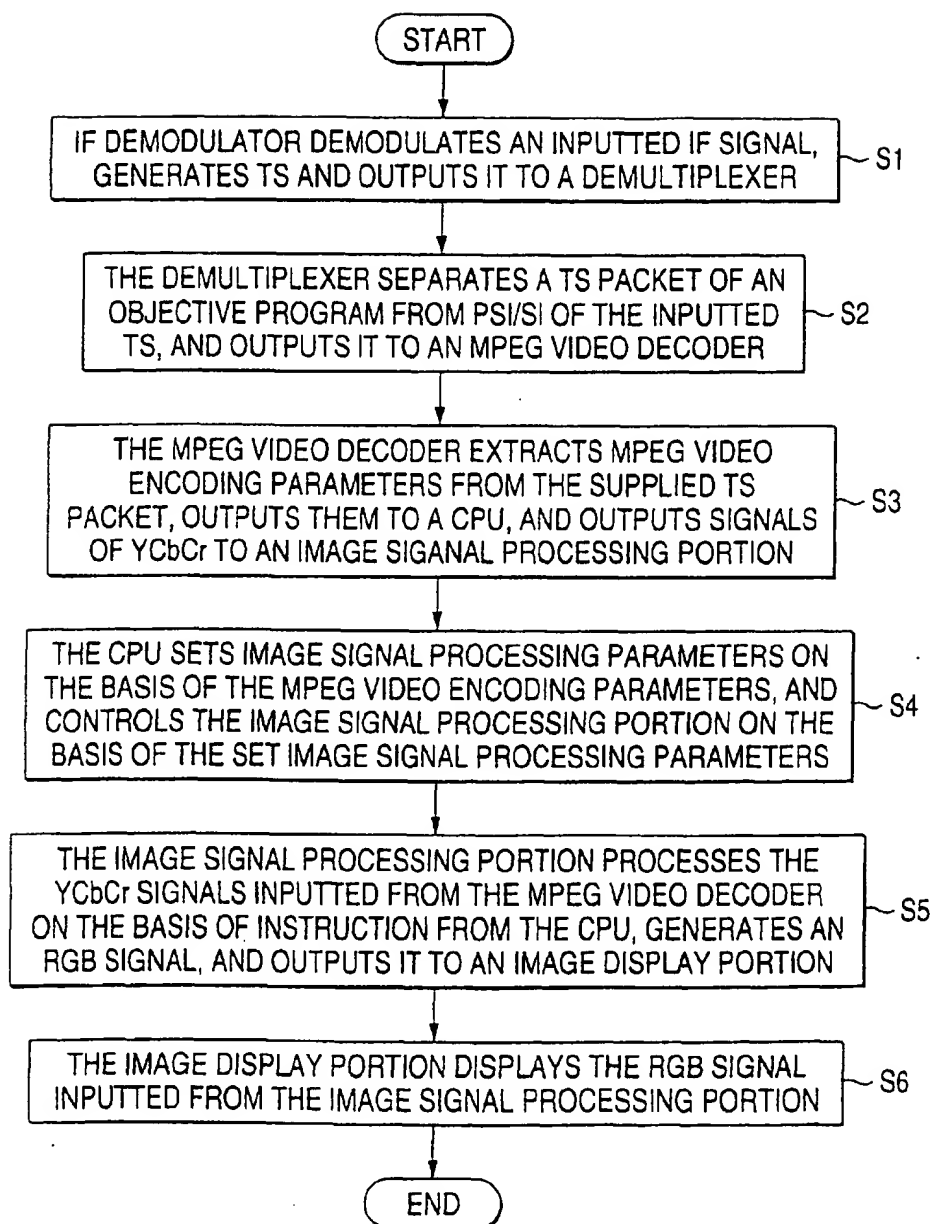 START
IF DEMODULATOR DEMODULATES AN INPUTTED IF SIGNAL,
GENERATES TS AND OUTPUTS IT TO A DEMULTIPLEXER
S1
THE DEMULTIPLEXER SEPARATES A TS PACKET OF AN
OBJECTIVE PROGRAM FROM PSI/SI OF THE INPUTTED
TS, AND OUTPUTS IT TO AN MPEG VIDEO DECODER
S2
THE MPEG VIDEO DECODER EXTRACTS MPEG VIDEO
ENCODING PARAMETERS FROM THE SUPPLIED TS
PACKET, OUTPUTS THEM TO A CPU, AND OUTPUTS SIGNALS
OF YCbCr TO AN IMAGE SIGANAL PROCESSING PORTION
S3
THE CPU SETS IMAGE SIGNAL PROCESSING PARAMETERS ON
THE BASIS OF THE MPEG VIDEO ENCODING PARAMETERS, AND
CONTROLS THE IMAGE SIGNAL PROCESSING PORTION ON THE
BASIS OF THE SET IMAGE SIGNAL PROCESSING PARAMETERS
S4
THE IMAGE SIGNAL PROCESSING PORTION PROCESSES THE
YCbCr SIGNALS INPUTTED FROM THE MPEG VIDEO DECODER
ON THE BASIS OF INSTRUCTION FROM THE CPU, GENERATES AN
RGB SIGNAL, AND OUTPUTS IT TO AN IMAGE DISPLAY PORTION
S5
THE IMAGE DISPLAY PORTION DISPLAYS THE RGB SIGNAL
INPUTTED FROM THE IMAGE SIGNAL PROCESSING PORTION
S6
END